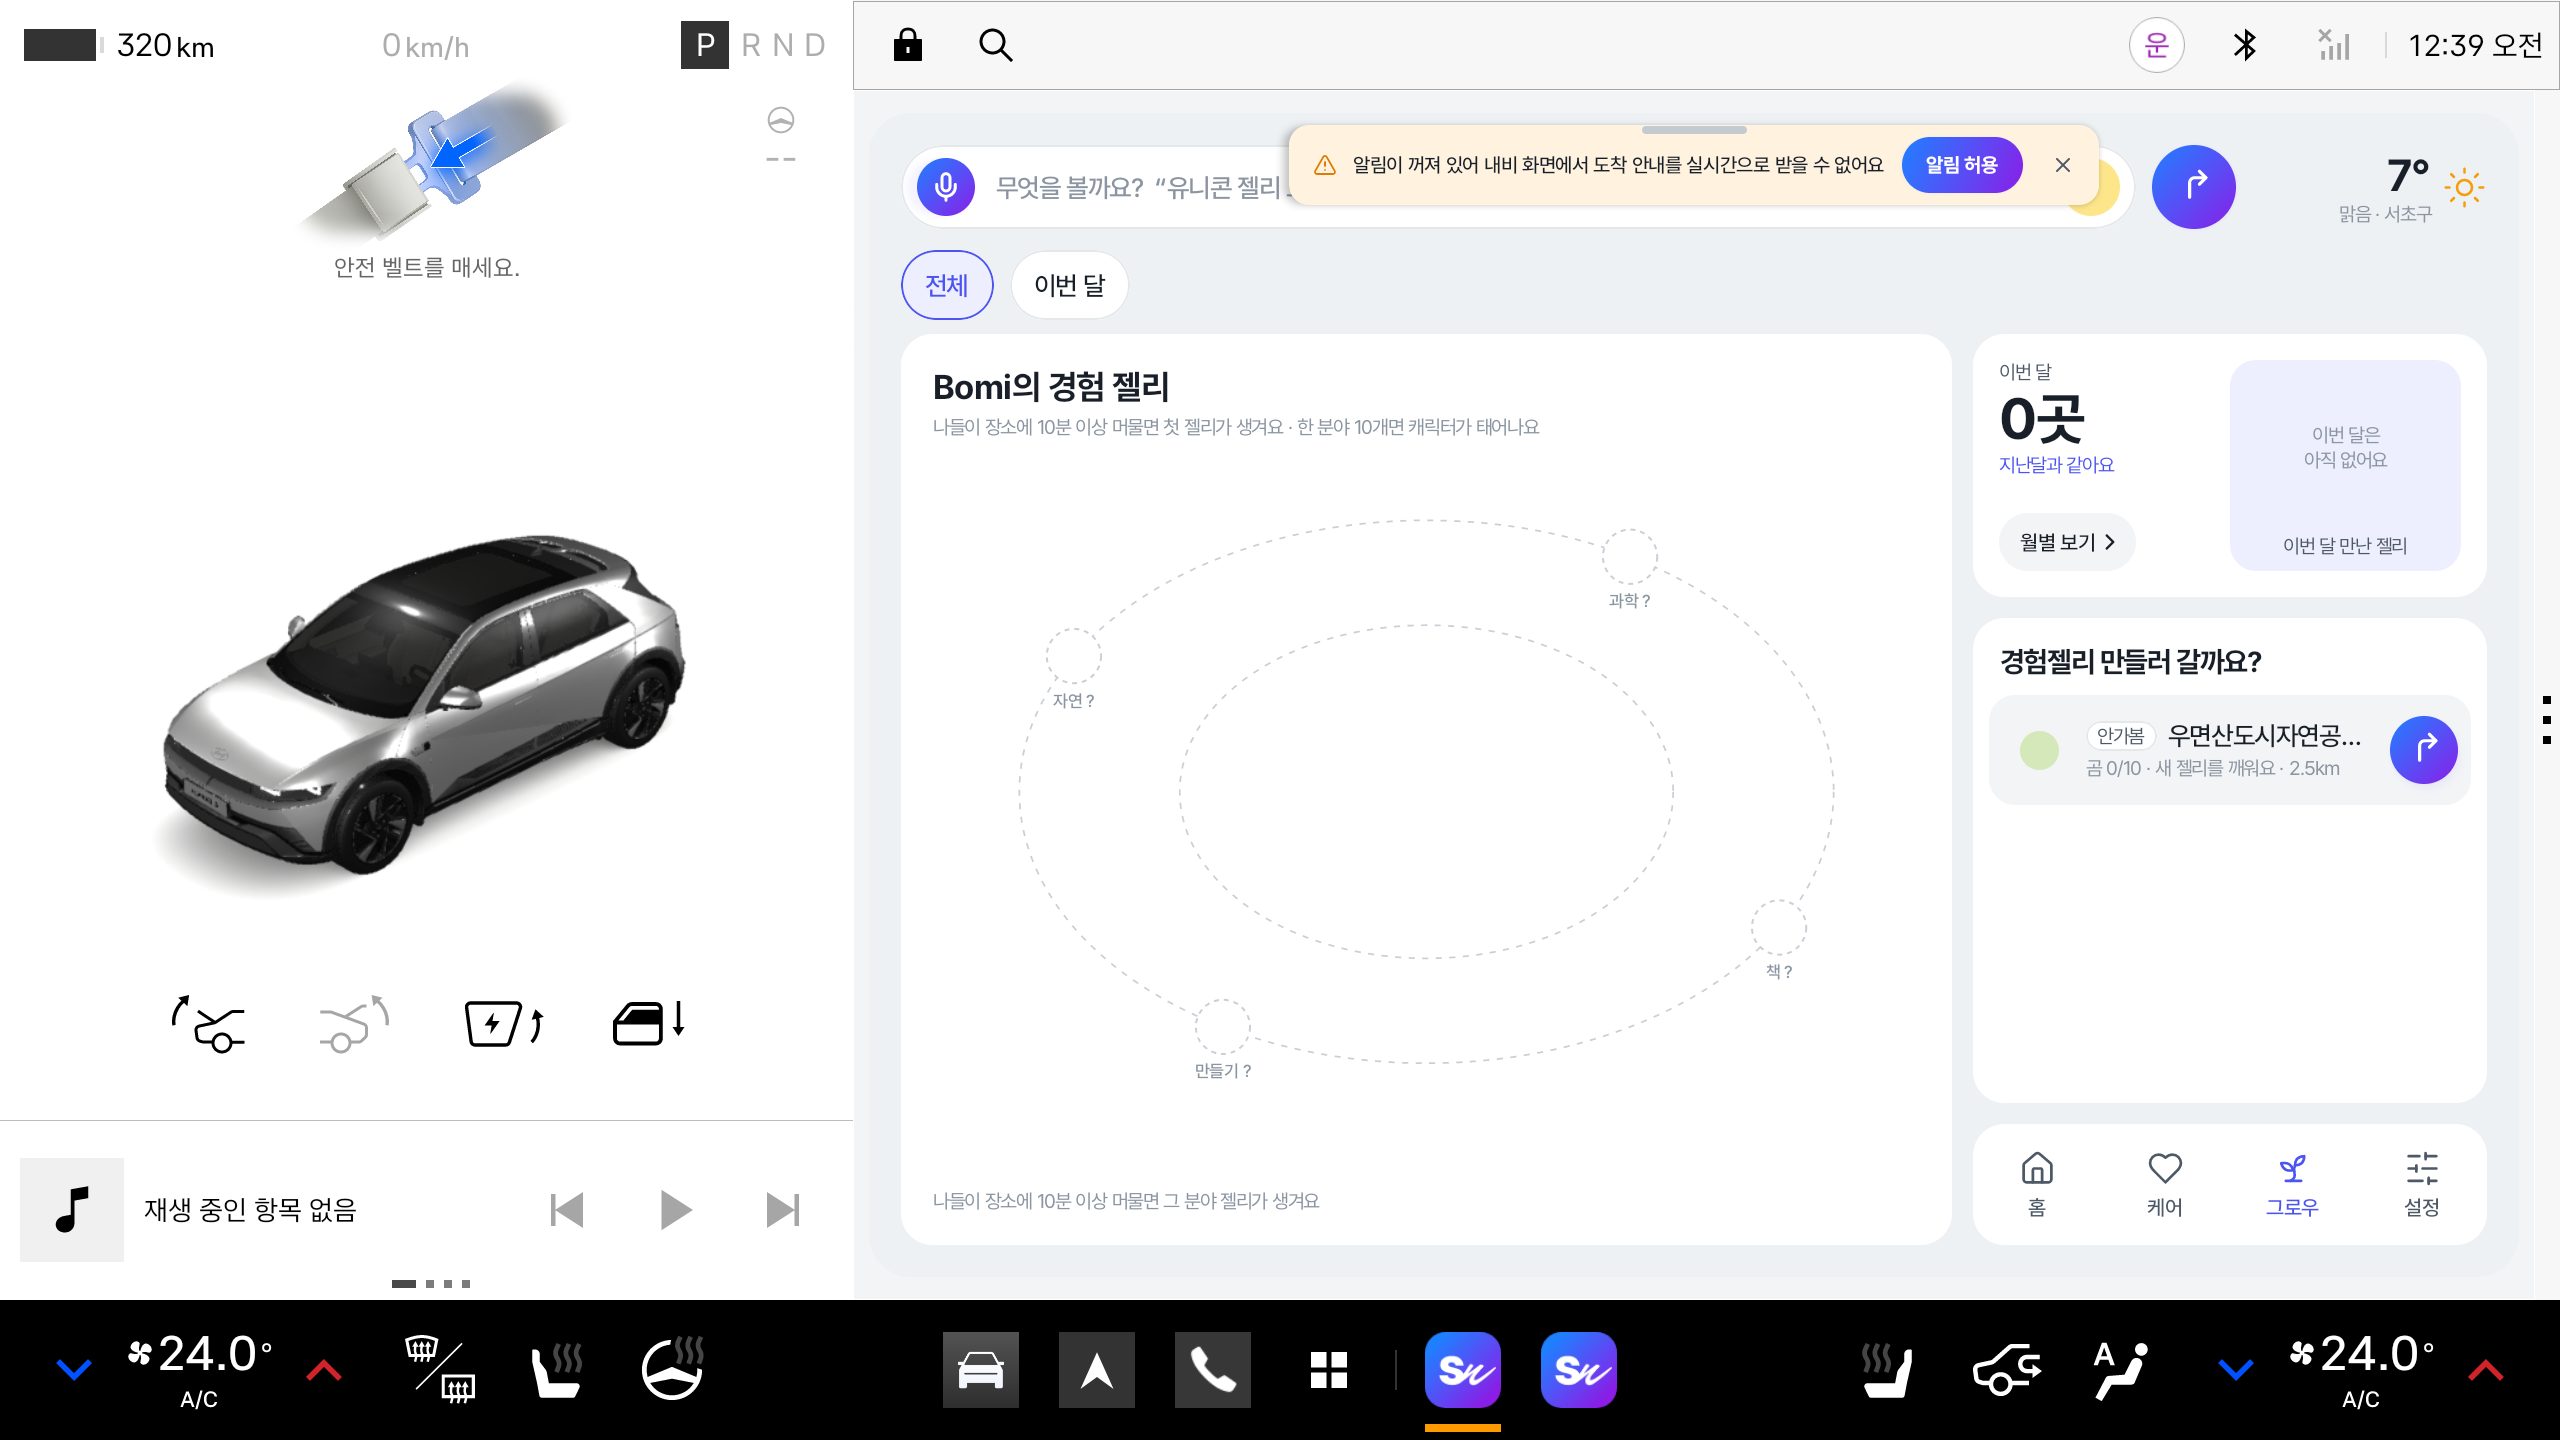 320 km
0 km/h
P R N D
12:39 오전
운
안전 벨트를 매세요.
알림이 꺼져 있어 내비 화면에서 도착 안내를 실시간으로 받을 수 없어요
알림 허용
무엇을 볼까요? “유니콘 젤리
7°
맑음 · 서초구
전체
이번 달
Bomi의 경험 젤리
나들이 장소에 10분 이상 머물면 첫 젤리가 생겨요 · 한 분야 10개면 캐릭터가 태어나요
과학 ?
자연 ?
책 ?
만들기 ?
나들이 장소에 10분 이상 머물면 그 분야 젤리가 생겨요
이번 달
0곳
지난달과 같아요
월별 보기
이번 달은
아직 없어요
이번 달 만난 젤리
경험젤리 만들러 갈까요?
안가봄 우면산도시자연공...
곰 0/10 · 새 젤리를 깨워요 · 2.5km
홈
케어
그로우
설정
재생 중인 항목 없음
24.0°
A/C
Sw
Sw
A
24.0°
A/C